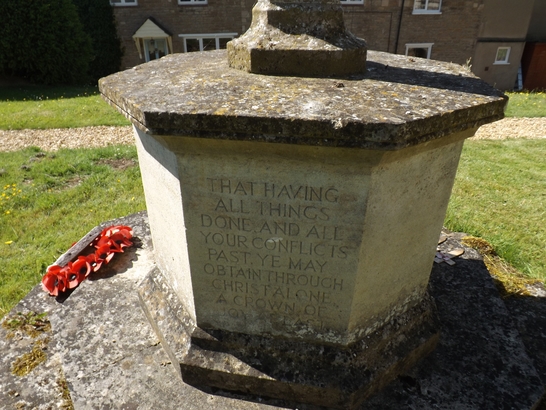 THAT HAVING
ALL THINGS
DONE, AND ALL
YOUR CONFLICTS
PAST, YE MAY
OBTAIN THROUGH
CHRIST ALONE
A CROWN OF